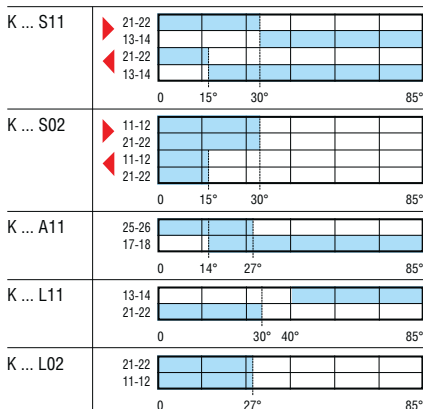 K ... S11
21-22
13-14
21-22
13-14
0 15° 30° 85°
K ... S02
11-12
21-22
11-12
21-22
0 15° 30° 85°
K ... A11
25-26
17-18
0 14° 27° 85°
K ... L11
13-14
21-22
0 30° 40° 85°
K ... L02
21-22
11-12
0 27° 85°